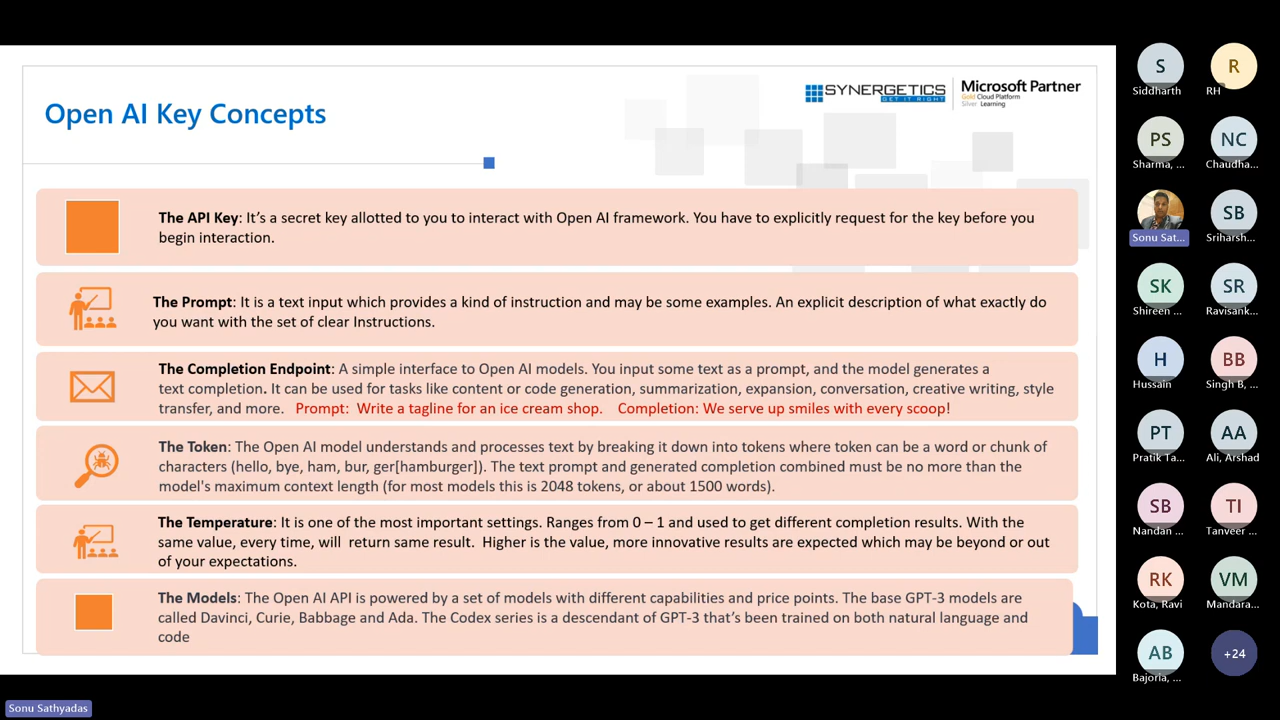 Open AI Key Concepts
SYNERGETICS
GET IT RIGHT
Microsoft Partner
Gold Cloud Platform
Silver Learning
The API Key: It’s a secret key allotted to you to interact with Open AI framework. You have to explicitly request for the key before you
begin interaction.
The Prompt: It is a text input which provides a kind of instruction and may be some examples. An explicit description of what exactly do
you want with the set of clear Instructions.
The Completion Endpoint: A simple interface to Open AI models. You input some text as a prompt, and the model generates a
text completion. It can be used for tasks like content or code generation, summarization, expansion, conversation, creative writing, style
transfer, and more. Prompt: Write a tagline for an ice cream shop. Completion: We serve up smiles with every scoop!
The Token: The Open AI model understands and processes text by breaking it down into tokens where token can be a word or chunk of
characters (hello, bye, ham, bur, ger[hamburger]). The text prompt and generated completion combined must be no more than the
model's maximum context length (for most models this is 2048 tokens, or about 1500 words).
The Temperature: It is one of the most important settings. Ranges from 0 – 1 and used to get different completion results. With the
same value, every time, will return same result. Higher is the value, more innovative results are expected which may be beyond or out
of your expectations.
The Models: The Open AI API is powered by a set of models with different capabilities and price points. The base GPT-3 models are
called Davinci, Curie, Babbage and Ada. The Codex series is a descendant of GPT-3 that’s been trained on both natural language and
code
S
Siddharth
R
RH
PS
Sharma, ...
NC
Chaudha...
Sonu Sat...
SB
Sriharsh...
SK
Shireen ...
SR
Ravisank...
H
Hussain
BB
Singh B, ...
PT
Pratik Ta...
AA
Ali, Arshad
SB
Nandan ...
TI
Tanveer ...
RK
Kota, Ravi
VM
Mandara...
AB
Bajoria, ...
+24
Sonu Sathyadas